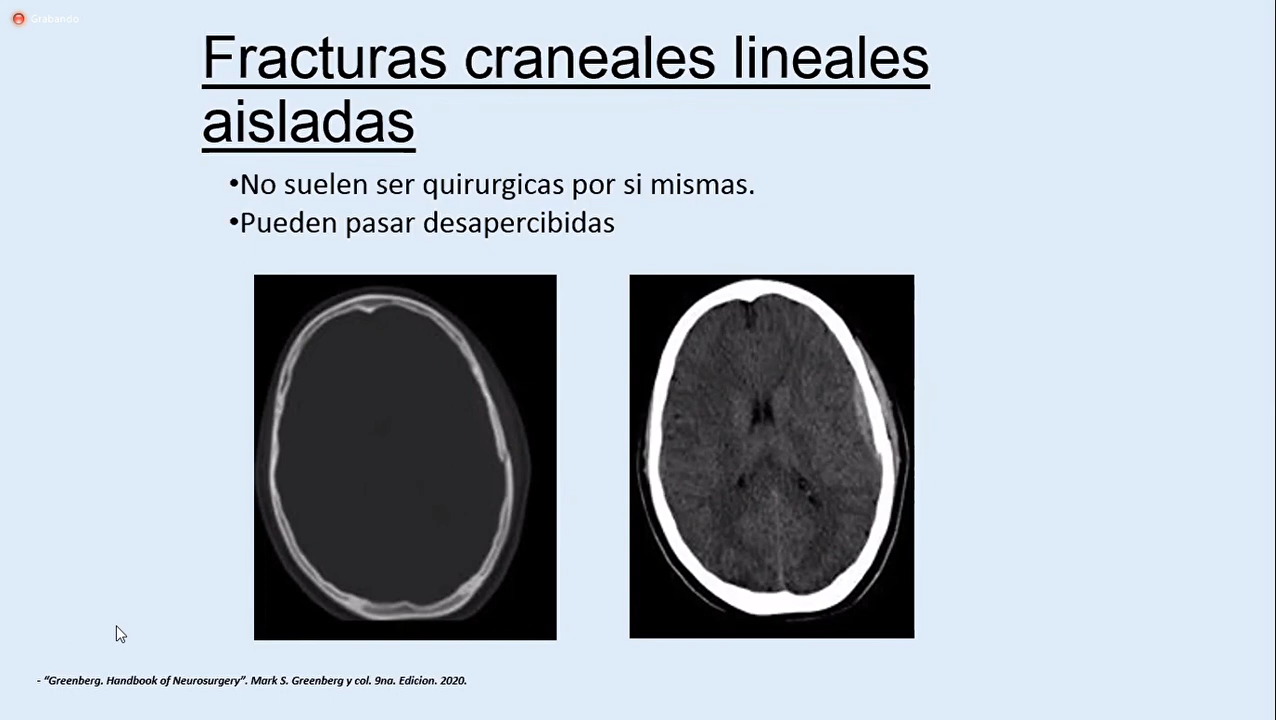 Grabando
Fracturas craneales lineales
aisladas
•No suelen ser quirurgicas por si mismas.
•Pueden pasar desapercibidas
- “Greenberg. Handbook of Neurosurgery”. Mark S. Greenberg y col. 9na. Edicion. 2020.